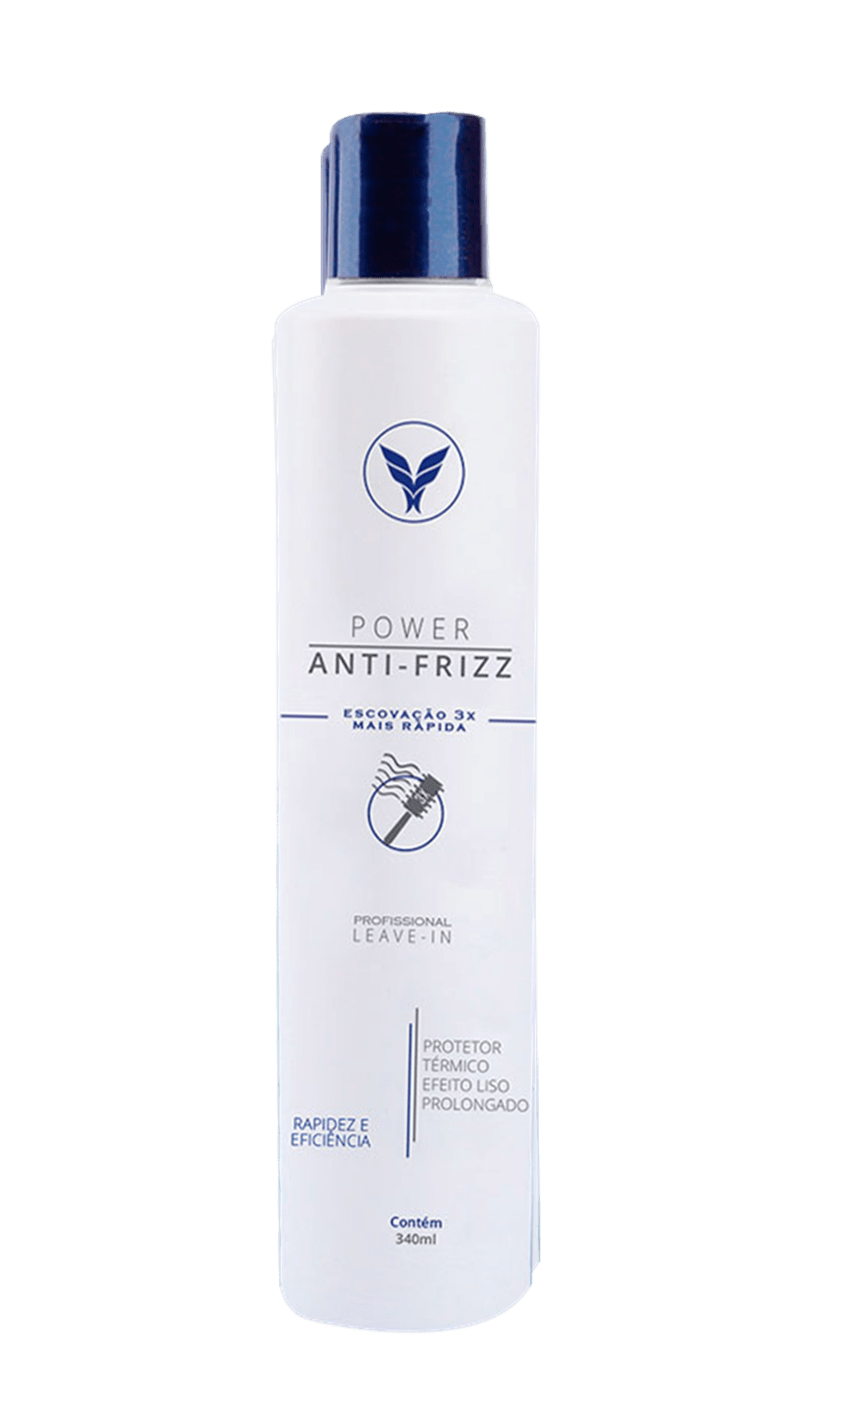 POWER
ANTI-FRIZZ
ESCOVAÇÃO 3X
MAIS RÁPIDA
PROFISSIONAL
LEAVE-IN
PROTETOR
TÉRMICO
EFEITO LISO
PROLONGADO
RAPIDEZ E
EFICIÊNCIA
Contém
340ml